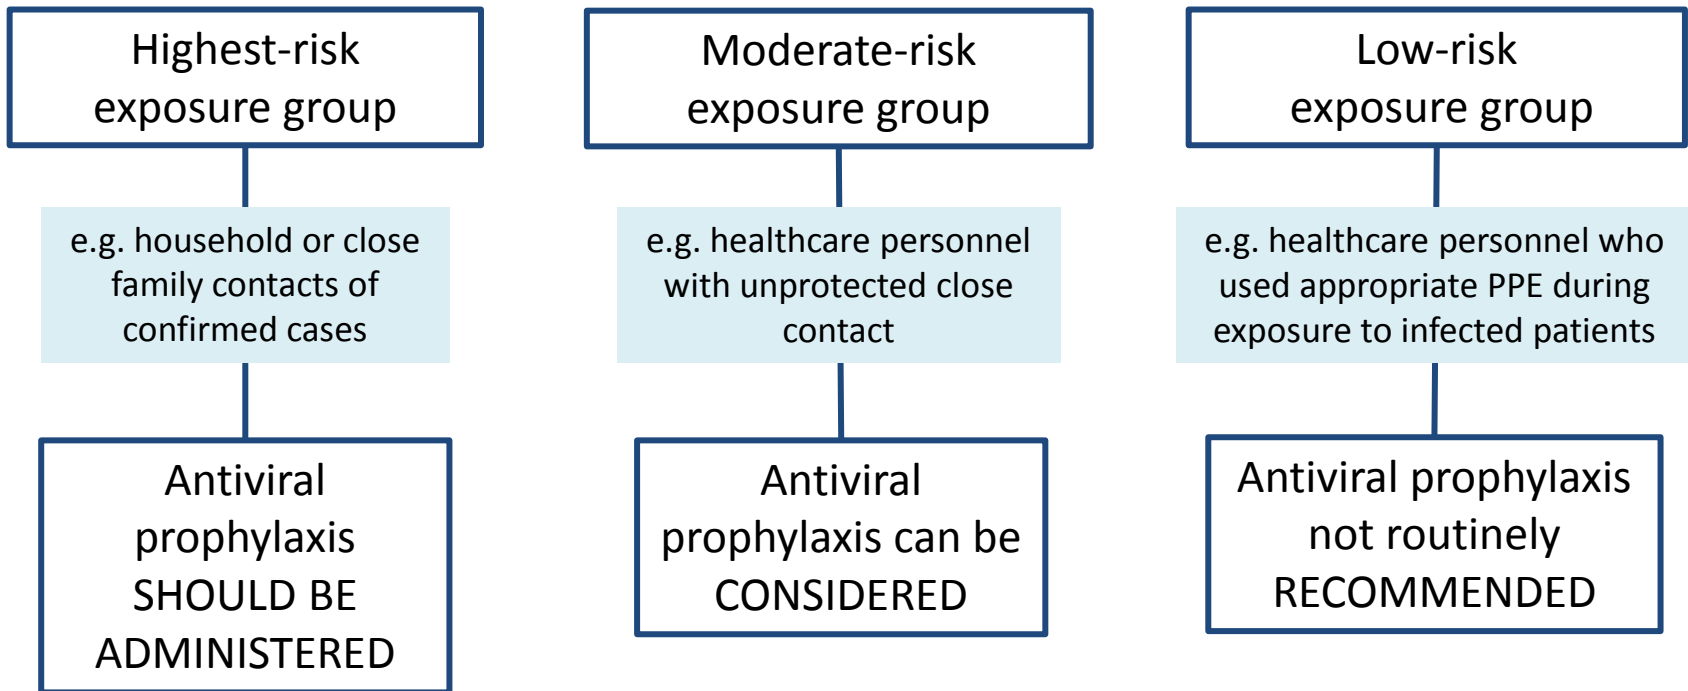 Highest-risk
exposure group
e.g. household or close
family contacts of
confirmed cases
Antiviral
prophylaxis
SHOULD BE
ADMINISTERED
Moderate-risk
exposure group
e.g. healthcare personnel
with unprotected close
contact
Antiviral
prophylaxis can be
CONSIDERED
Low-risk
exposure group
e.g. healthcare personnel who
used appropriate PPE during
exposure to infected patients
Antiviral prophylaxis
not routinely
RECOMMENDED